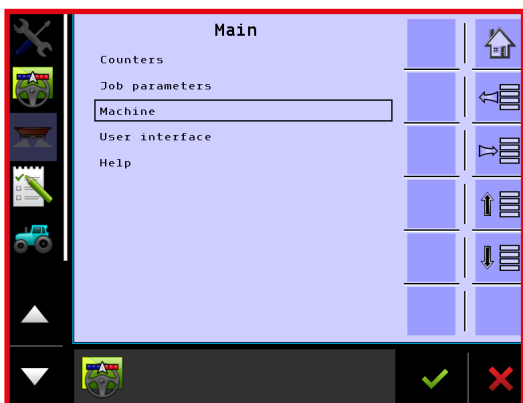 Main
Counters
Job parameters
Machine
User interface
Help